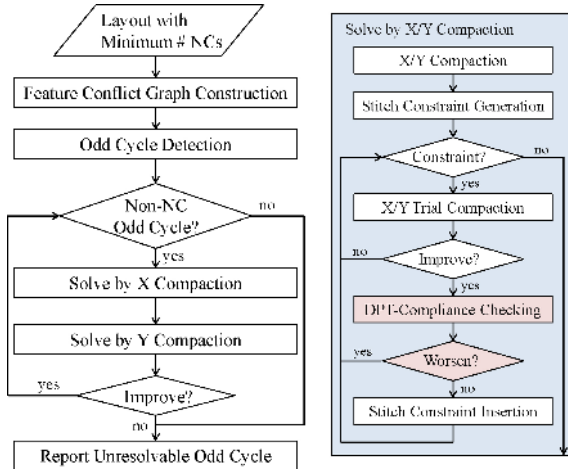 Layout with
Minimum # NCs
Feature Conflict Graph Construction
Odd Cycle Detection
Non-NC
Odd Cycle?
no
yes
Solve by X Compaction
Solve by Y Compaction
yes
Improve?
no
Report Unresolvable Odd Cycle
Solve by X/Y Compaction
X/Y Compaction
Stitch Constraint Generation
Constraint?
no
yes
X/Y Trial Compaction
no
Improve?
yes
DPT-Compliance Checking
yes
Worsen?
no
Stitch Constraint Insertion